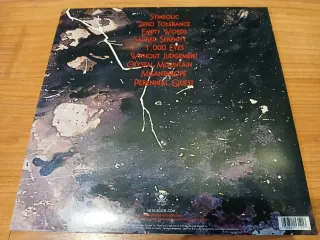 Symbolic
Zero Tolerance
Empty Words
Sacred Serenity
1,000 Eyes
Without Judgement
Crystal Mountain
Misanthrope
Perennial Quest